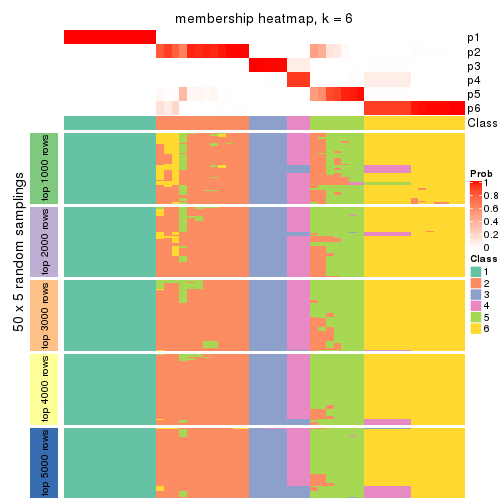 membership heatmap, k = 6
p1
p2
p3
p4
p5
p6
Class
50 x 5 random samplings
top 1000 rows
top 2000 rows
top 3000 rows
top 4000 rows
top 5000 rows
Prob
1
0.8
0.6
0.4
0.2
0
Class
1
2
3
4
5
6